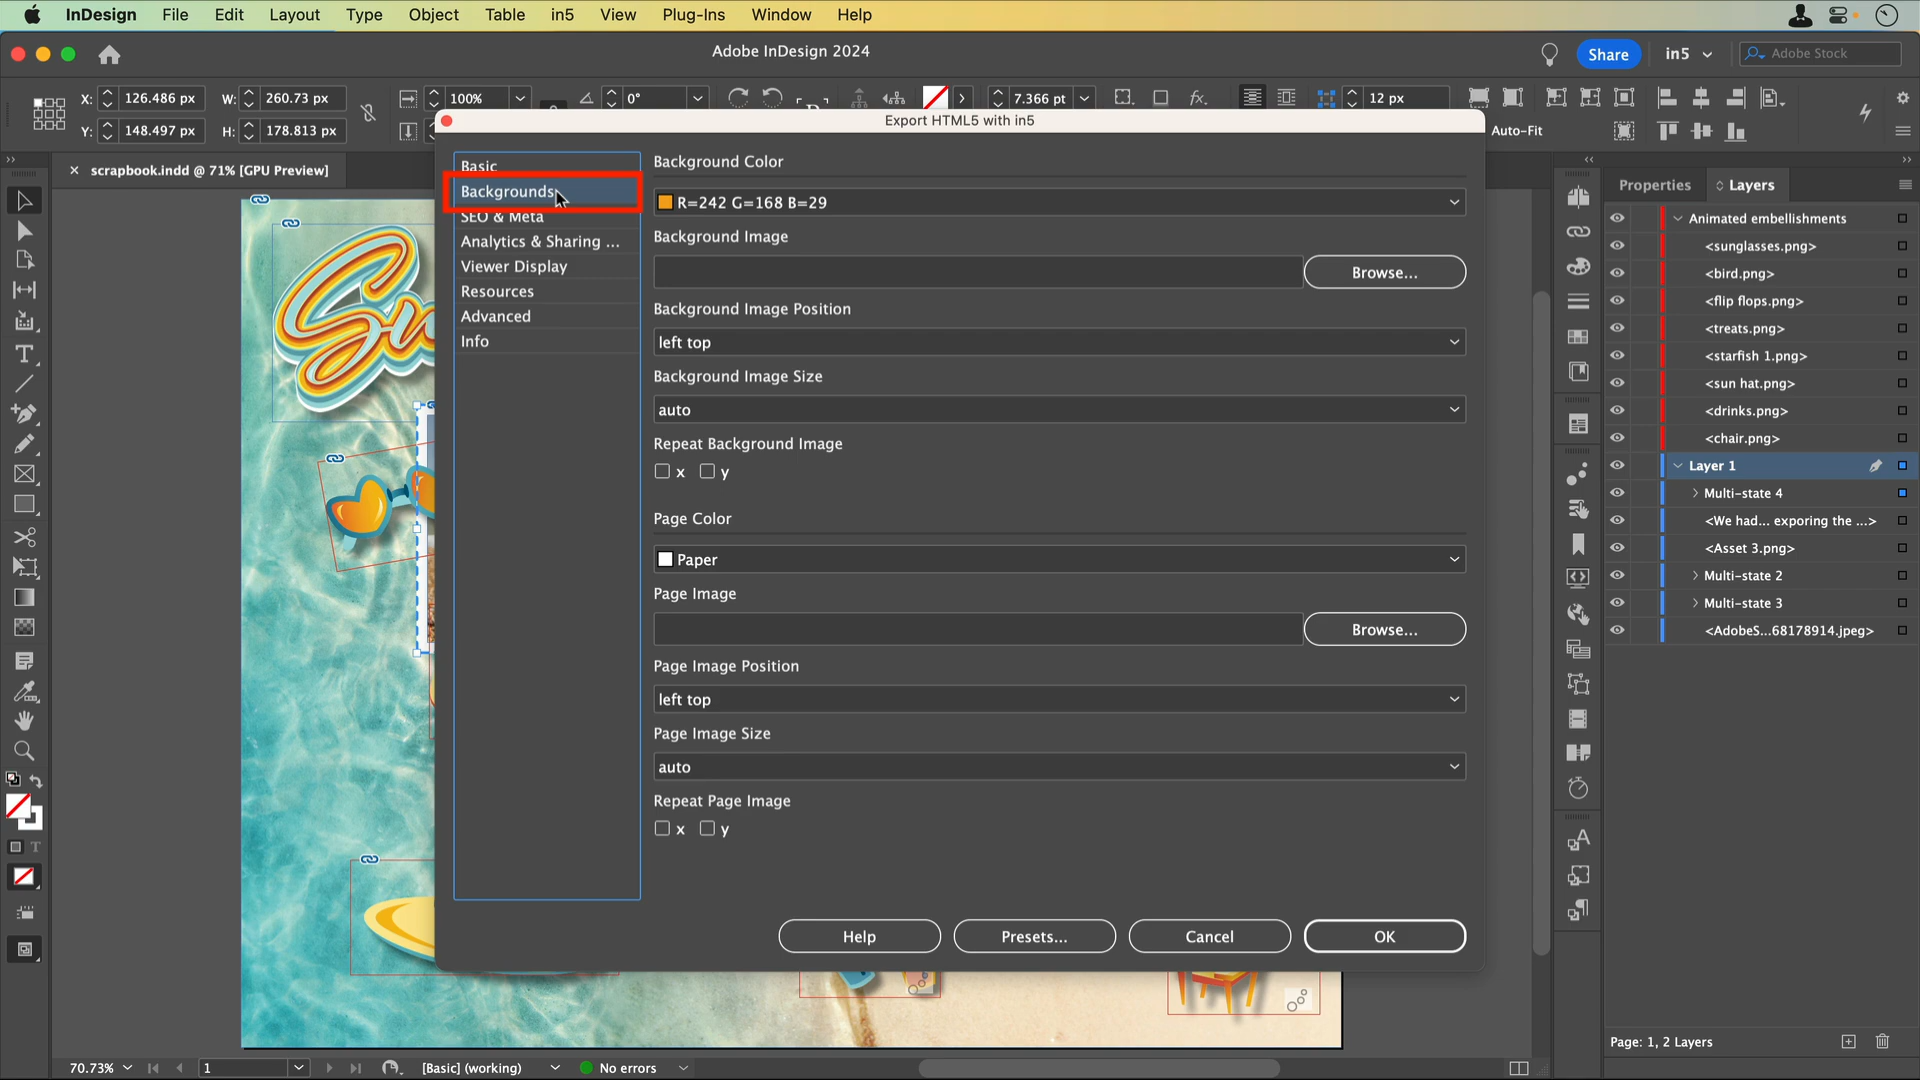 InDesign File Edit Layout Type Object Table in5 View Plug-Ins Window Help
Adobe InDesign 2024
Share
in5
Adobe Stock
X: 126.486 px W: 260.73 px 100% 0° 7.366 pt 12 px
Y: 148.497 px H: 178.813 px
Auto-Fit
Export HTML5 with in5
× scrapbook.indd @ 71% [GPU Preview]
Basic
Backgrounds
SEO & Meta
Analytics & Sharing ...
Viewer Display
Resources
Advanced
Info
Background Color
R=242 G=168 B=29
Background Image
Browse...
Background Image Position
left top
Background Image Size
auto
Repeat Background Image
x y
Page Color
Paper
Page Image
Browse...
Page Image Position
left top
Page Image Size
auto
Repeat Page Image
x y
Help Presets... Cancel OK
Properties Layers
Animated embellishments
<sunglasses.png>
<bird.png>
<flip flops.png>
<treats.png>
<starfish 1.png>
<sun hat.png>
<drinks.png>
<chair.png>
Layer 1
Multi-state 4
<We had... exporing the ...>
<Asset 3.png>
Multi-state 2
Multi-state 3
<AdobeS...68178914.jpeg>
Page: 1, 2 Layers
70.73% 1 [Basic] (working) No errors